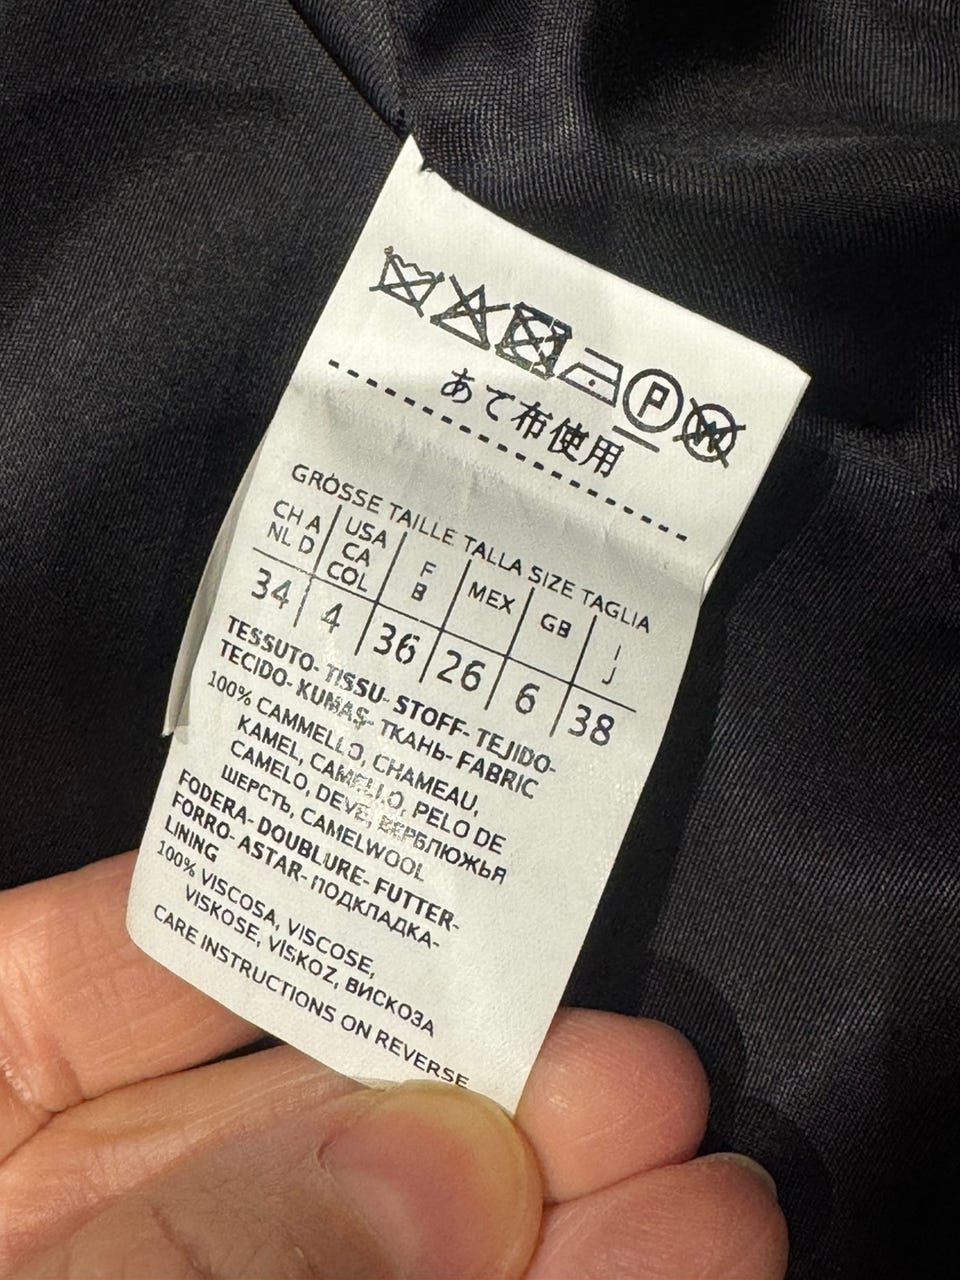 P W
あて布使用
GRÖSSE TAILLE TALLA SIZE TAGLIA
CH A NL D USA CA COL F B MEX GB I J
34 4 36 26 6 38
TESSUTO- TISSU- STOFF- TEJIDO-
TECIDO- KUMAS- ТКАНЬ- FABRIC
100% CAMMELLO, CHAMEAU,
KAMEL, CAMELLO, PELO DE
CAMELO, DEVE, ВЕРБЛЮЖЬЯ
ШЕРСТЬ, CAMELWOOL
FODERA- DOUBLURE- FUTTER-
FORRO- ASTAR- ПОДКЛАДКА-
LINING
100% VISCOSA, VISCOSE,
VISKOSE, VISKOZ, ВИСКОЗА
CARE INSTRUCTIONS ON REVERSE